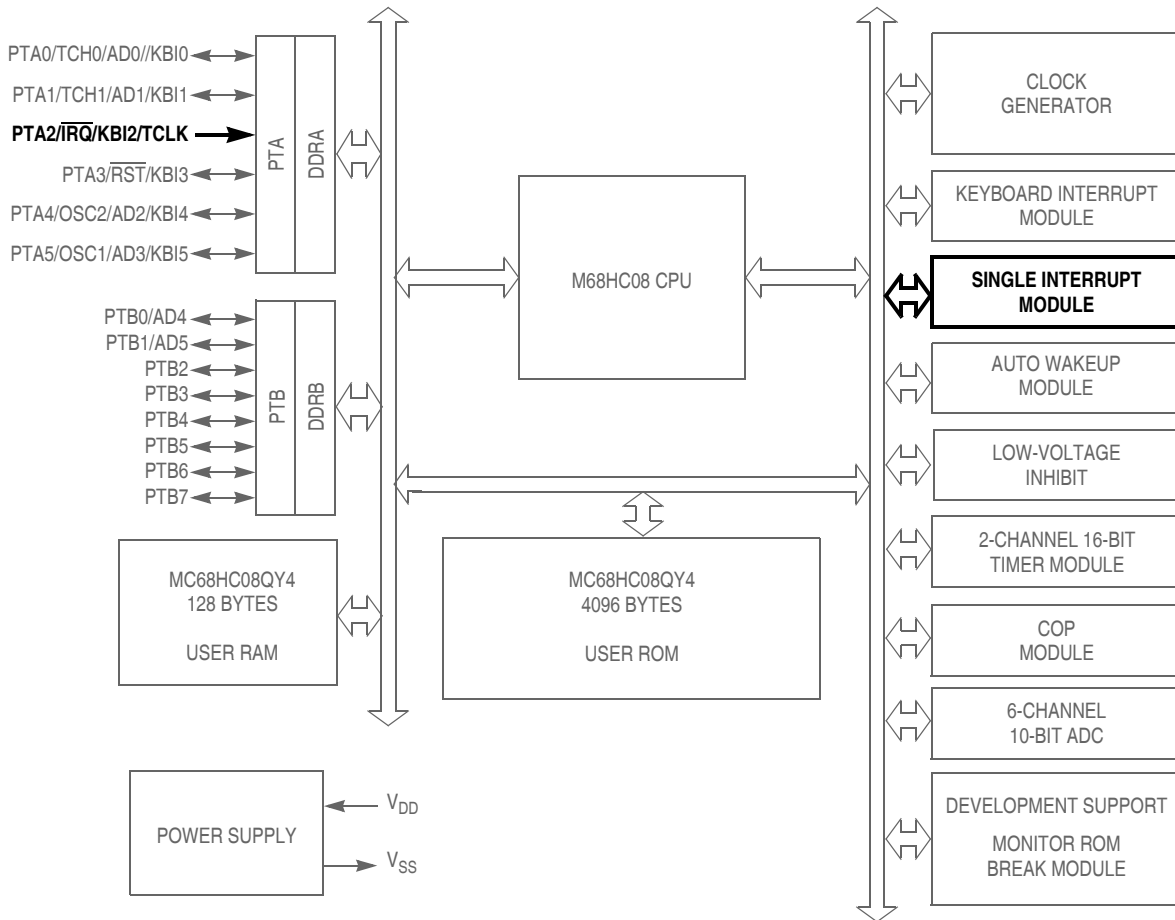 PTA0/TCH0/AD0//KBI0
PTA1/TCH1/AD1/KBI1
PTA2/I̅R̅Q̅/KBI2/TCLK
PTA3/R̅S̅T̅/KBI3
PTA4/OSC2/AD2/KBI4
PTA5/OSC1/AD3/KBI5
PTA
DDRA
PTB0/AD4
PTB1/AD5
PTB2
PTB3
PTB4
PTB5
PTB6
PTB7
PTB
DDRB
MC68HC08QY4
128 BYTES
USER RAM
POWER SUPPLY
VDD
VSS
M68HC08 CPU
MC68HC08QY4
4096 BYTES
USER ROM
CLOCK
GENERATOR
KEYBOARD INTERRUPT
MODULE
SINGLE INTERRUPT
MODULE
AUTO WAKEUP
MODULE
LOW-VOLTAGE
INHIBIT
2-CHANNEL 16-BIT
TIMER MODULE
COP
MODULE
6-CHANNEL
10-BIT ADC
DEVELOPMENT SUPPORT
MONITOR ROM
BREAK MODULE